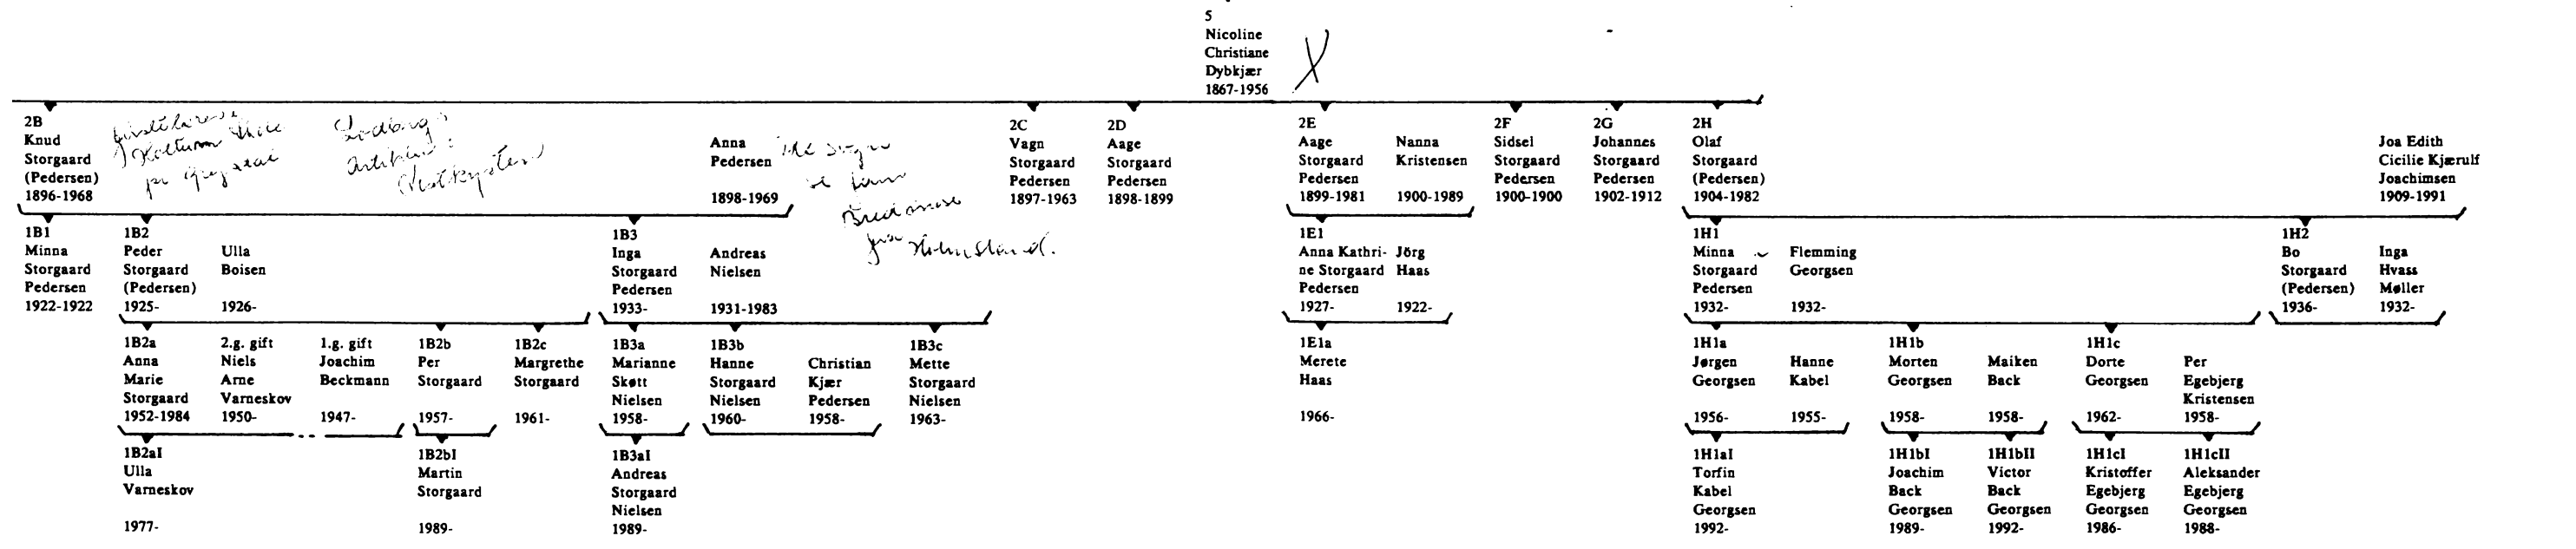 5
Nicoline
Christiane
Dybkjær
1867-1956
2B
Knud
Storgaard
(Pedersen)
1896-1968
Anna
Pedersen
1898-1969
2C
Vagn
Storgaard
Pedersen
1897-1963
2D
Aage
Storgaard
Pedersen
1898-1899
2E
Aage
Storgaard
Pedersen
1899-1981
Nanna
Kristensen
1900-1989
2F
Sidsel
Storgaard
Pedersen
1900-1900
2G
Johannes
Storgaard
Pedersen
1902-1912
2H
Olaf
Storgaard
(Pedersen)
1904-1982
Joa Edith
Cicilie Kjærulf
Joachimsen
1909-1991
1B1
Minna
Storgaard
Pedersen
1922-1922
1B2
Peder
Storgaard
(Pedersen)
1925-
Ulla
Boisen
1926-
1B3
Inga
Storgaard
Pedersen
1933-
Andreas
Nielsen
1931-1983
1E1
Anna Kathri-
ne Storgaard
Pedersen
1927-
Jörg
Haas
1922-
1H1
Minna
Storgaard
Pedersen
1932-
Flemming
Georgsen
1932-
1H2
Bo
Storgaard
(Pedersen)
1936-
Inga
Hvass
Møller
1932-
1B2a
Anna
Marie
Storgaard
1952-1984
2.g. gift
Niels
Arne
Varneskov
1950-
1.g. gift
Joachim
Beckmann
1947-
1B2b
Per
Storgaard
1957-
1B2c
Margrethe
Storgaard
1961-
1B3a
Marianne
Skøtt
Nielsen
1958-
1B3b
Hanne
Storgaard
Nielsen
1960-
Christian
Kjær
Pedersen
1958-
1B3c
Mette
Storgaard
Nielsen
1963-
1E1a
Merete
Haas
1966-
1H1a
Jørgen
Georgsen
1956-
Hanne
Kabel
1955-
1H1b
Morten
Georgsen
1958-
Maiken
Back
1958-
1H1c
Dorte
Georgsen
1962-
Per
Egebjerg
Kristensen
1958-
1B2aI
Ulla
Varneskov
1977-
1B2bI
Martin
Storgaard
1989-
1B3aI
Andreas
Storgaard
Nielsen
1989-
1H1aI
Torfin
Kabel
Georgsen
1992-
1H1bI
Joachim
Back
Georgsen
1989-
1H1bII
Victor
Back
Georgsen
1992-
1H1cI
Kristoffer
Egebjerg
Georgsen
1986-
1H1cII
Aleksander
Egebjerg
Georgsen
1988-